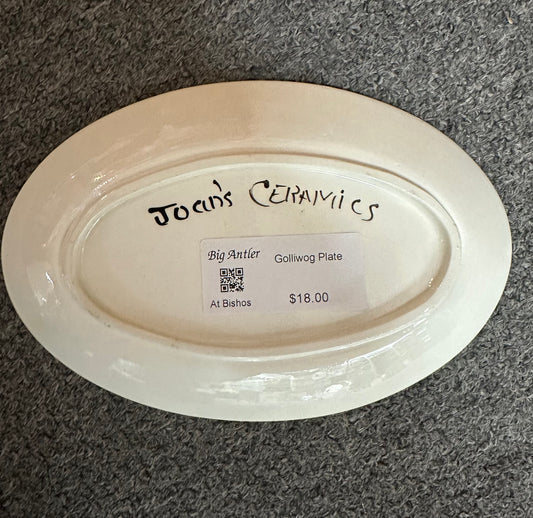 Joan's CERAMiCS
Big Antler
Golliwog Plate
At Bishos
$18.00